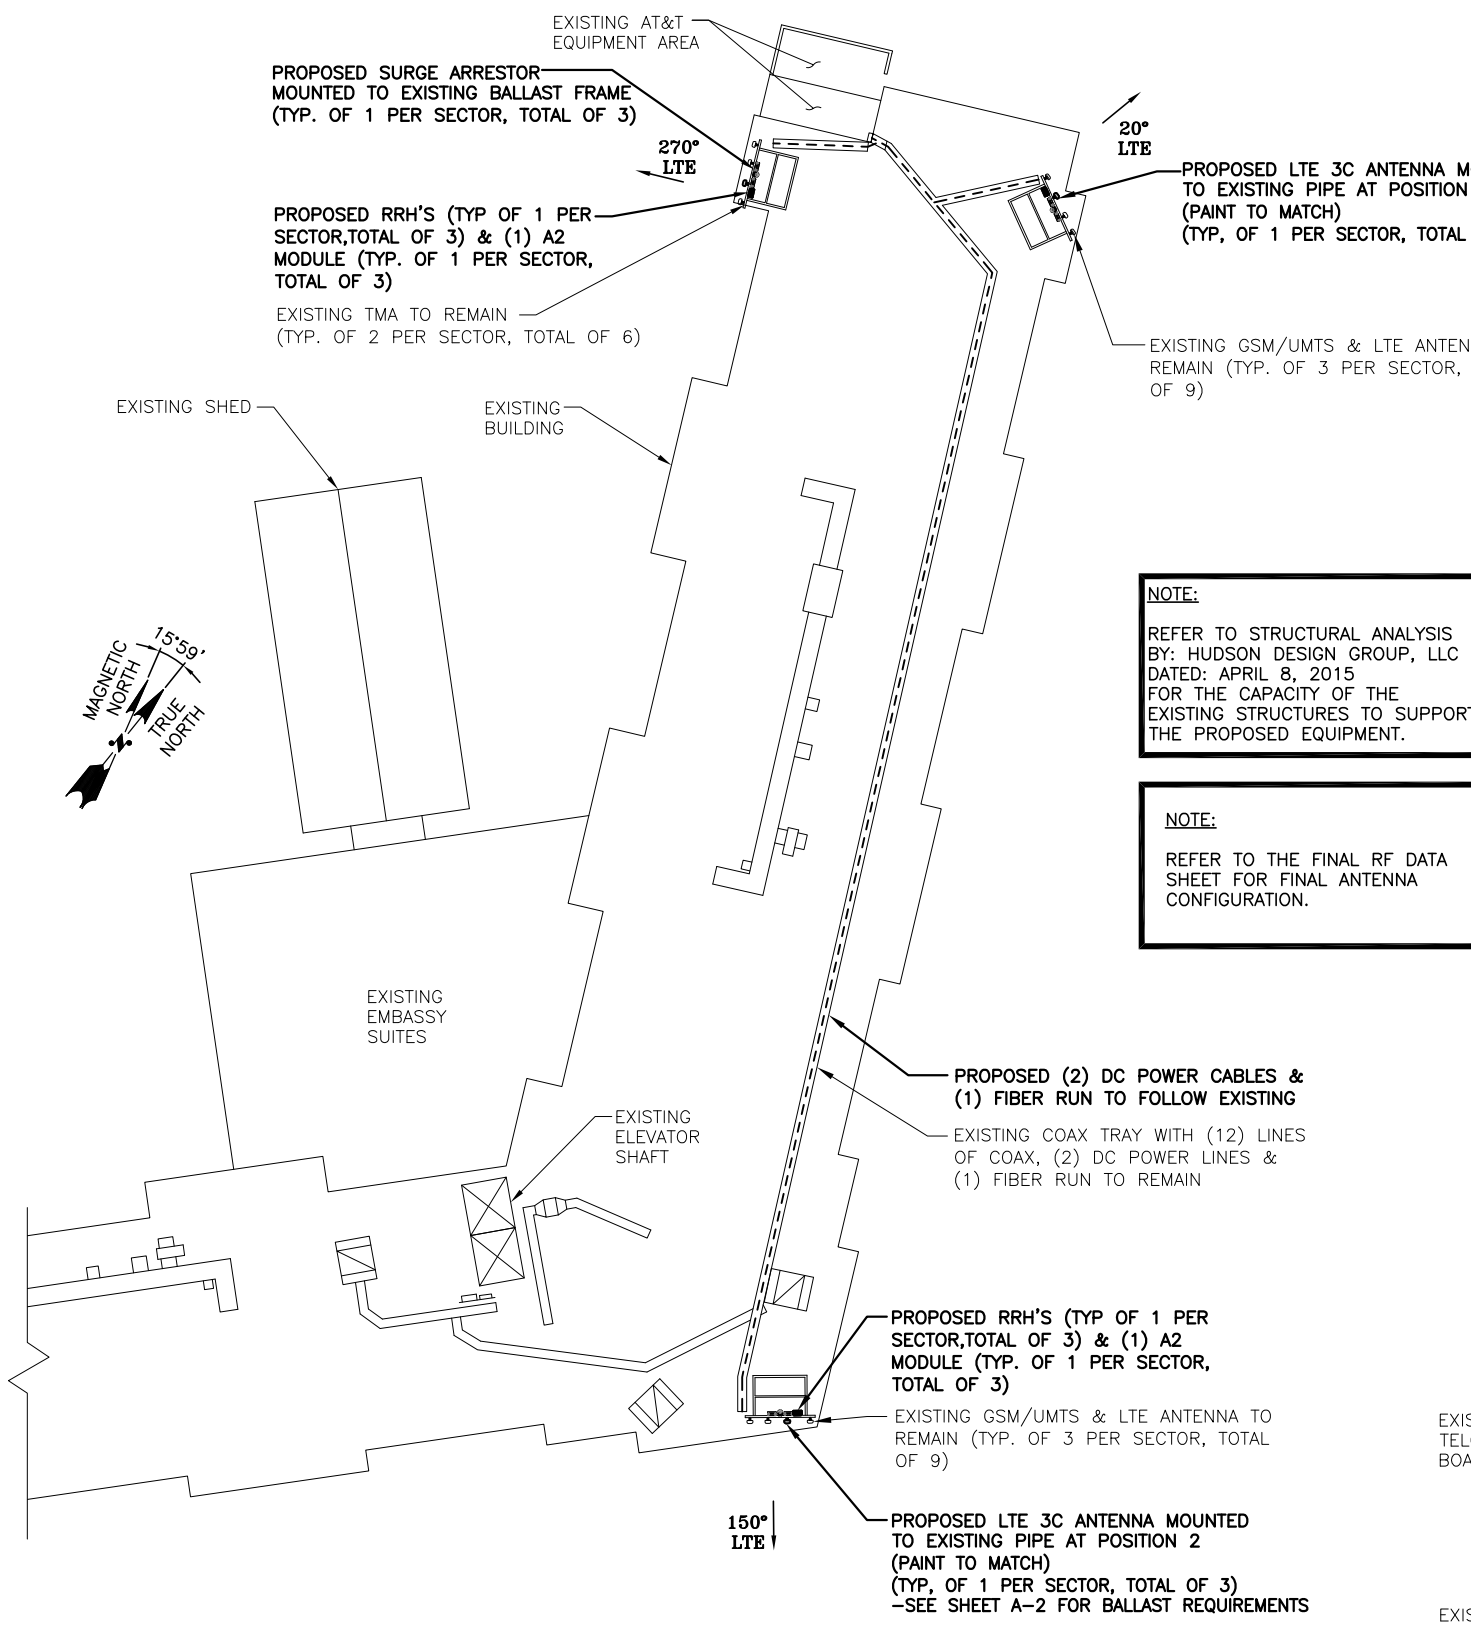 EXISTING AT&T
EQUIPMENT AREA
PROPOSED SURGE ARRESTOR
MOUNTED TO EXISTING BALLAST FRAME
(TYP. OF 1 PER SECTOR, TOTAL OF 3)
270°
LTE
20°
LTE
PROPOSED LTE 3C ANTENNA
TO EXISTING PIPE AT POSITION
(PAINT TO MATCH)
(TYP, OF 1 PER SECTOR, TOTAL
PROPOSED RRH'S (TYP OF 1 PER
SECTOR,TOTAL OF 3) & (1) A2
MODULE (TYP. OF 1 PER SECTOR,
TOTAL OF 3)
EXISTING TMA TO REMAIN
(TYP. OF 2 PER SECTOR, TOTAL OF 6)
EXISTING GSM/UMTS & LTE ANTEN
REMAIN (TYP. OF 3 PER SECTOR,
OF 9)
EXISTING SHED
EXISTING
BUILDING
15°59'
MAGNETIC
NORTH
TRUE
NORTH
N
NOTE:
REFER TO STRUCTURAL ANALYSIS
BY: HUDSON DESIGN GROUP, LLC
DATED: APRIL 8, 2015
FOR THE CAPACITY OF THE
EXISTING STRUCTURES TO SUPPORT
THE PROPOSED EQUIPMENT.
NOTE:
REFER TO THE FINAL RF DATA
SHEET FOR FINAL ANTENNA
CONFIGURATION.
EXISTING
EMBASSY
SUITES
EXISTING
ELEVATOR
SHAFT
PROPOSED (2) DC POWER CABLES &
(1) FIBER RUN TO FOLLOW EXISTING
EXISTING COAX TRAY WITH (12) LINES
OF COAX, (2) DC POWER LINES &
(1) FIBER RUN TO REMAIN
PROPOSED RRH'S (TYP OF 1 PER
SECTOR,TOTAL OF 3) & (1) A2
MODULE (TYP. OF 1 PER SECTOR,
TOTAL OF 3)
EXISTING GSM/UMTS & LTE ANTENNA TO
REMAIN (TYP. OF 3 PER SECTOR, TOTAL
OF 9)
150°
LTE
PROPOSED LTE 3C ANTENNA MOUNTED
TO EXISTING PIPE AT POSITION 2
(PAINT TO MATCH)
(TYP, OF 1 PER SECTOR, TOTAL OF 3)
-SEE SHEET A-2 FOR BALLAST REQUIREMENTS